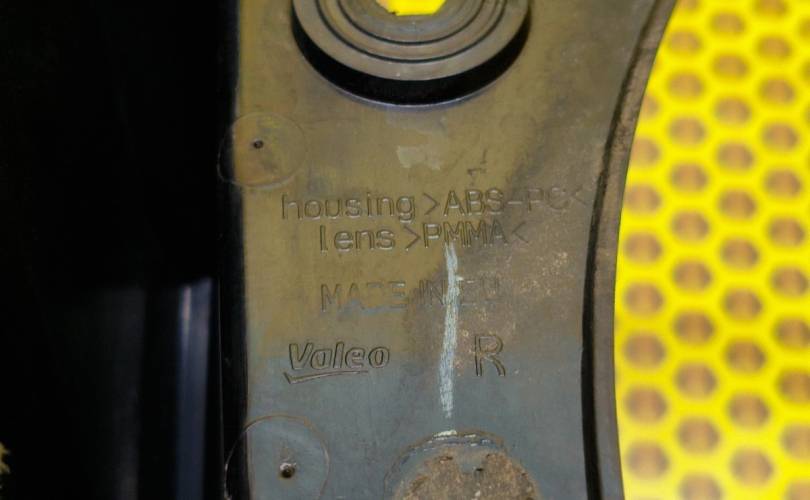 housing >ABS-PC<
lens >PMMA<
MADE IN EU
Valeo R